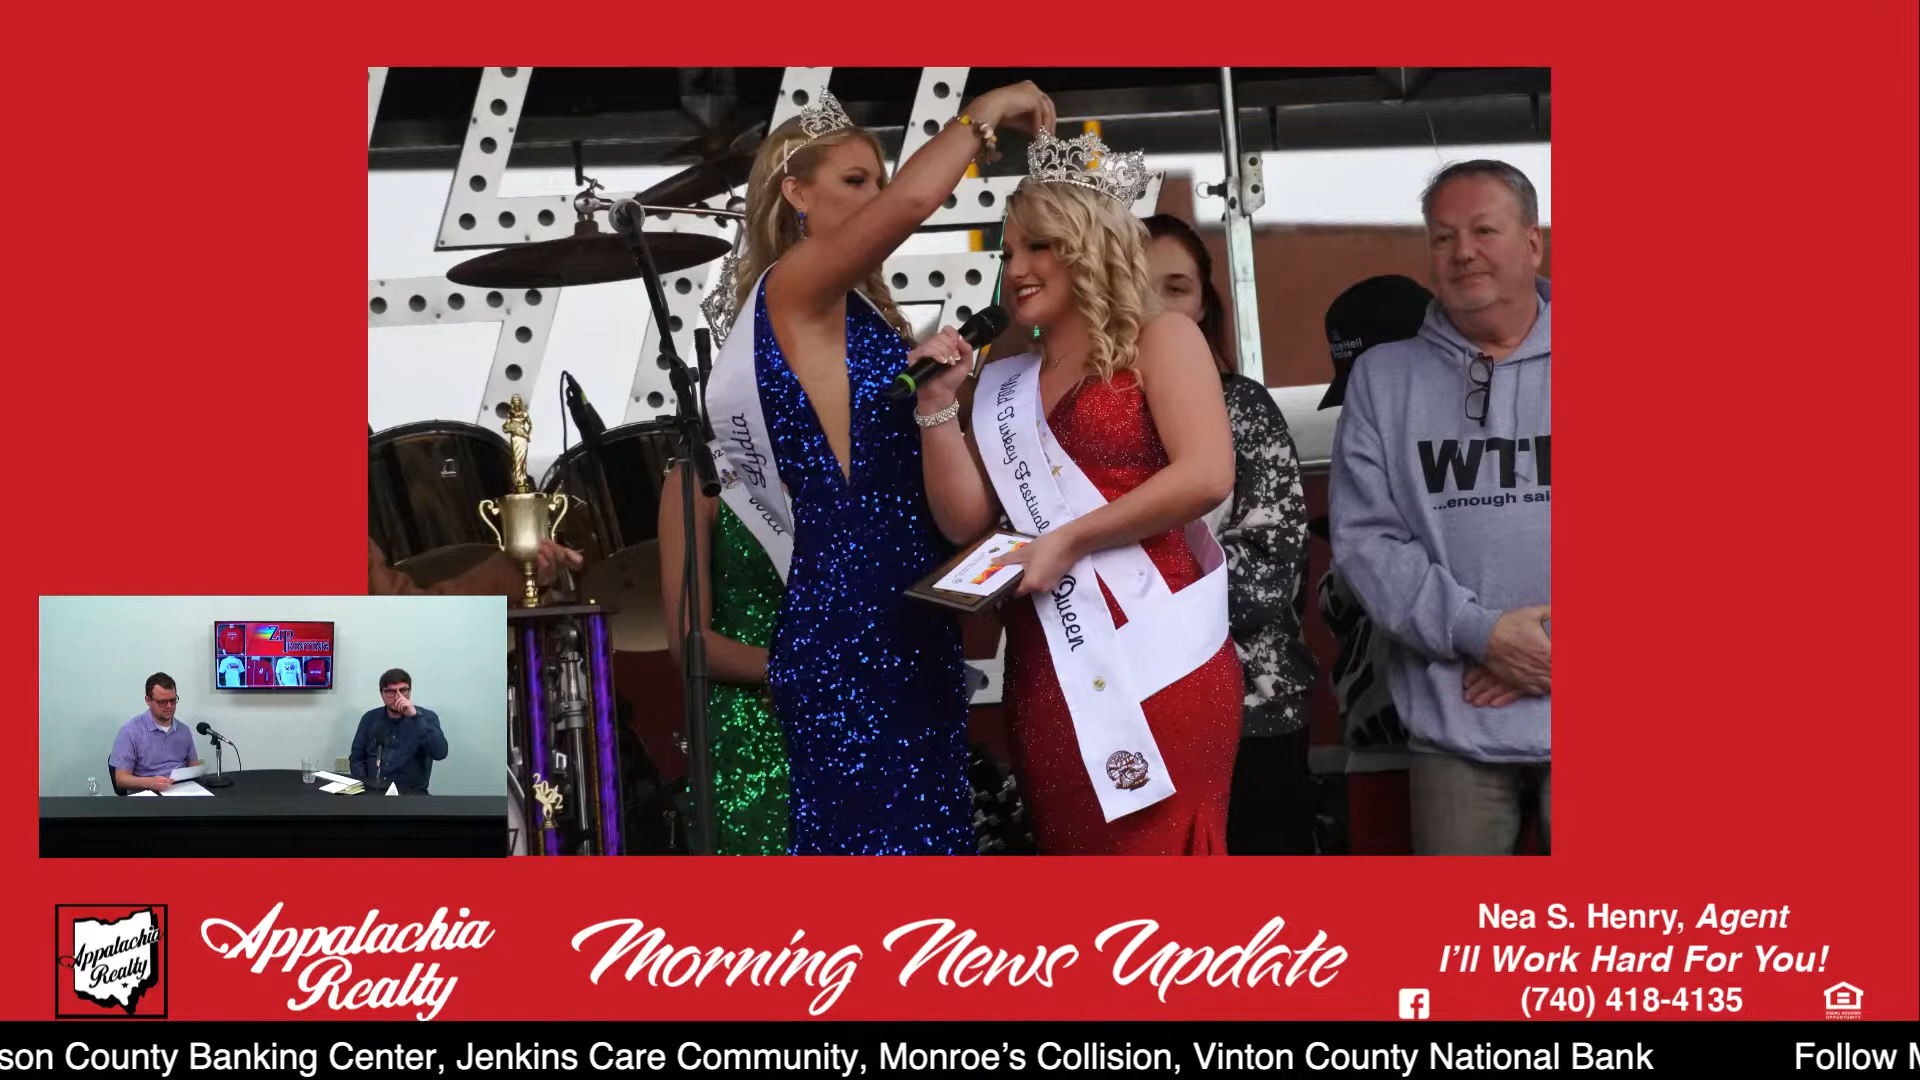 Lydia
Wild Turkey Festival
Queen
WT
...enough sai
Zip
Printing
Appalachia
Realty
Appalachia
Realty
Morning News Update
Nea S. Henry, Agent
I'll Work Hard For You!
(740) 418-4135
son County Banking Center, Jenkins Care Community, Monroe's Collision, Vinton County National Bank
Follow M